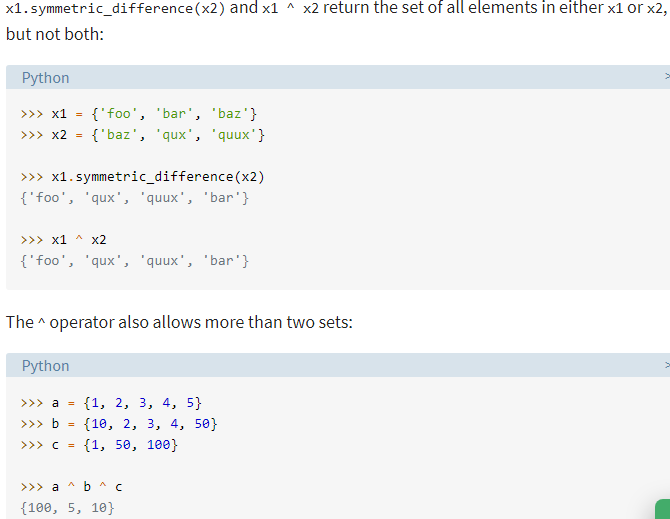 x1.symmetric_difference(x2) and x1 ^ x2 return the set of all elements in either x1 or x2,
but not both:
Python
>>> x1 = {'foo', 'bar', 'baz'}
>>> x2 = {'baz', 'qux', 'quux'}
>>> x1.symmetric_difference(x2)
{'foo', 'qux', 'quux', 'bar'}
>>> x1 ^ x2
{'foo', 'qux', 'quux', 'bar'}
The ^ operator also allows more than two sets:
Python
>>> a = {1, 2, 3, 4, 5}
>>> b = {10, 2, 3, 4, 50}
>>> c = {1, 50, 100}
>>> a ^ b ^ c
{100, 5, 10}